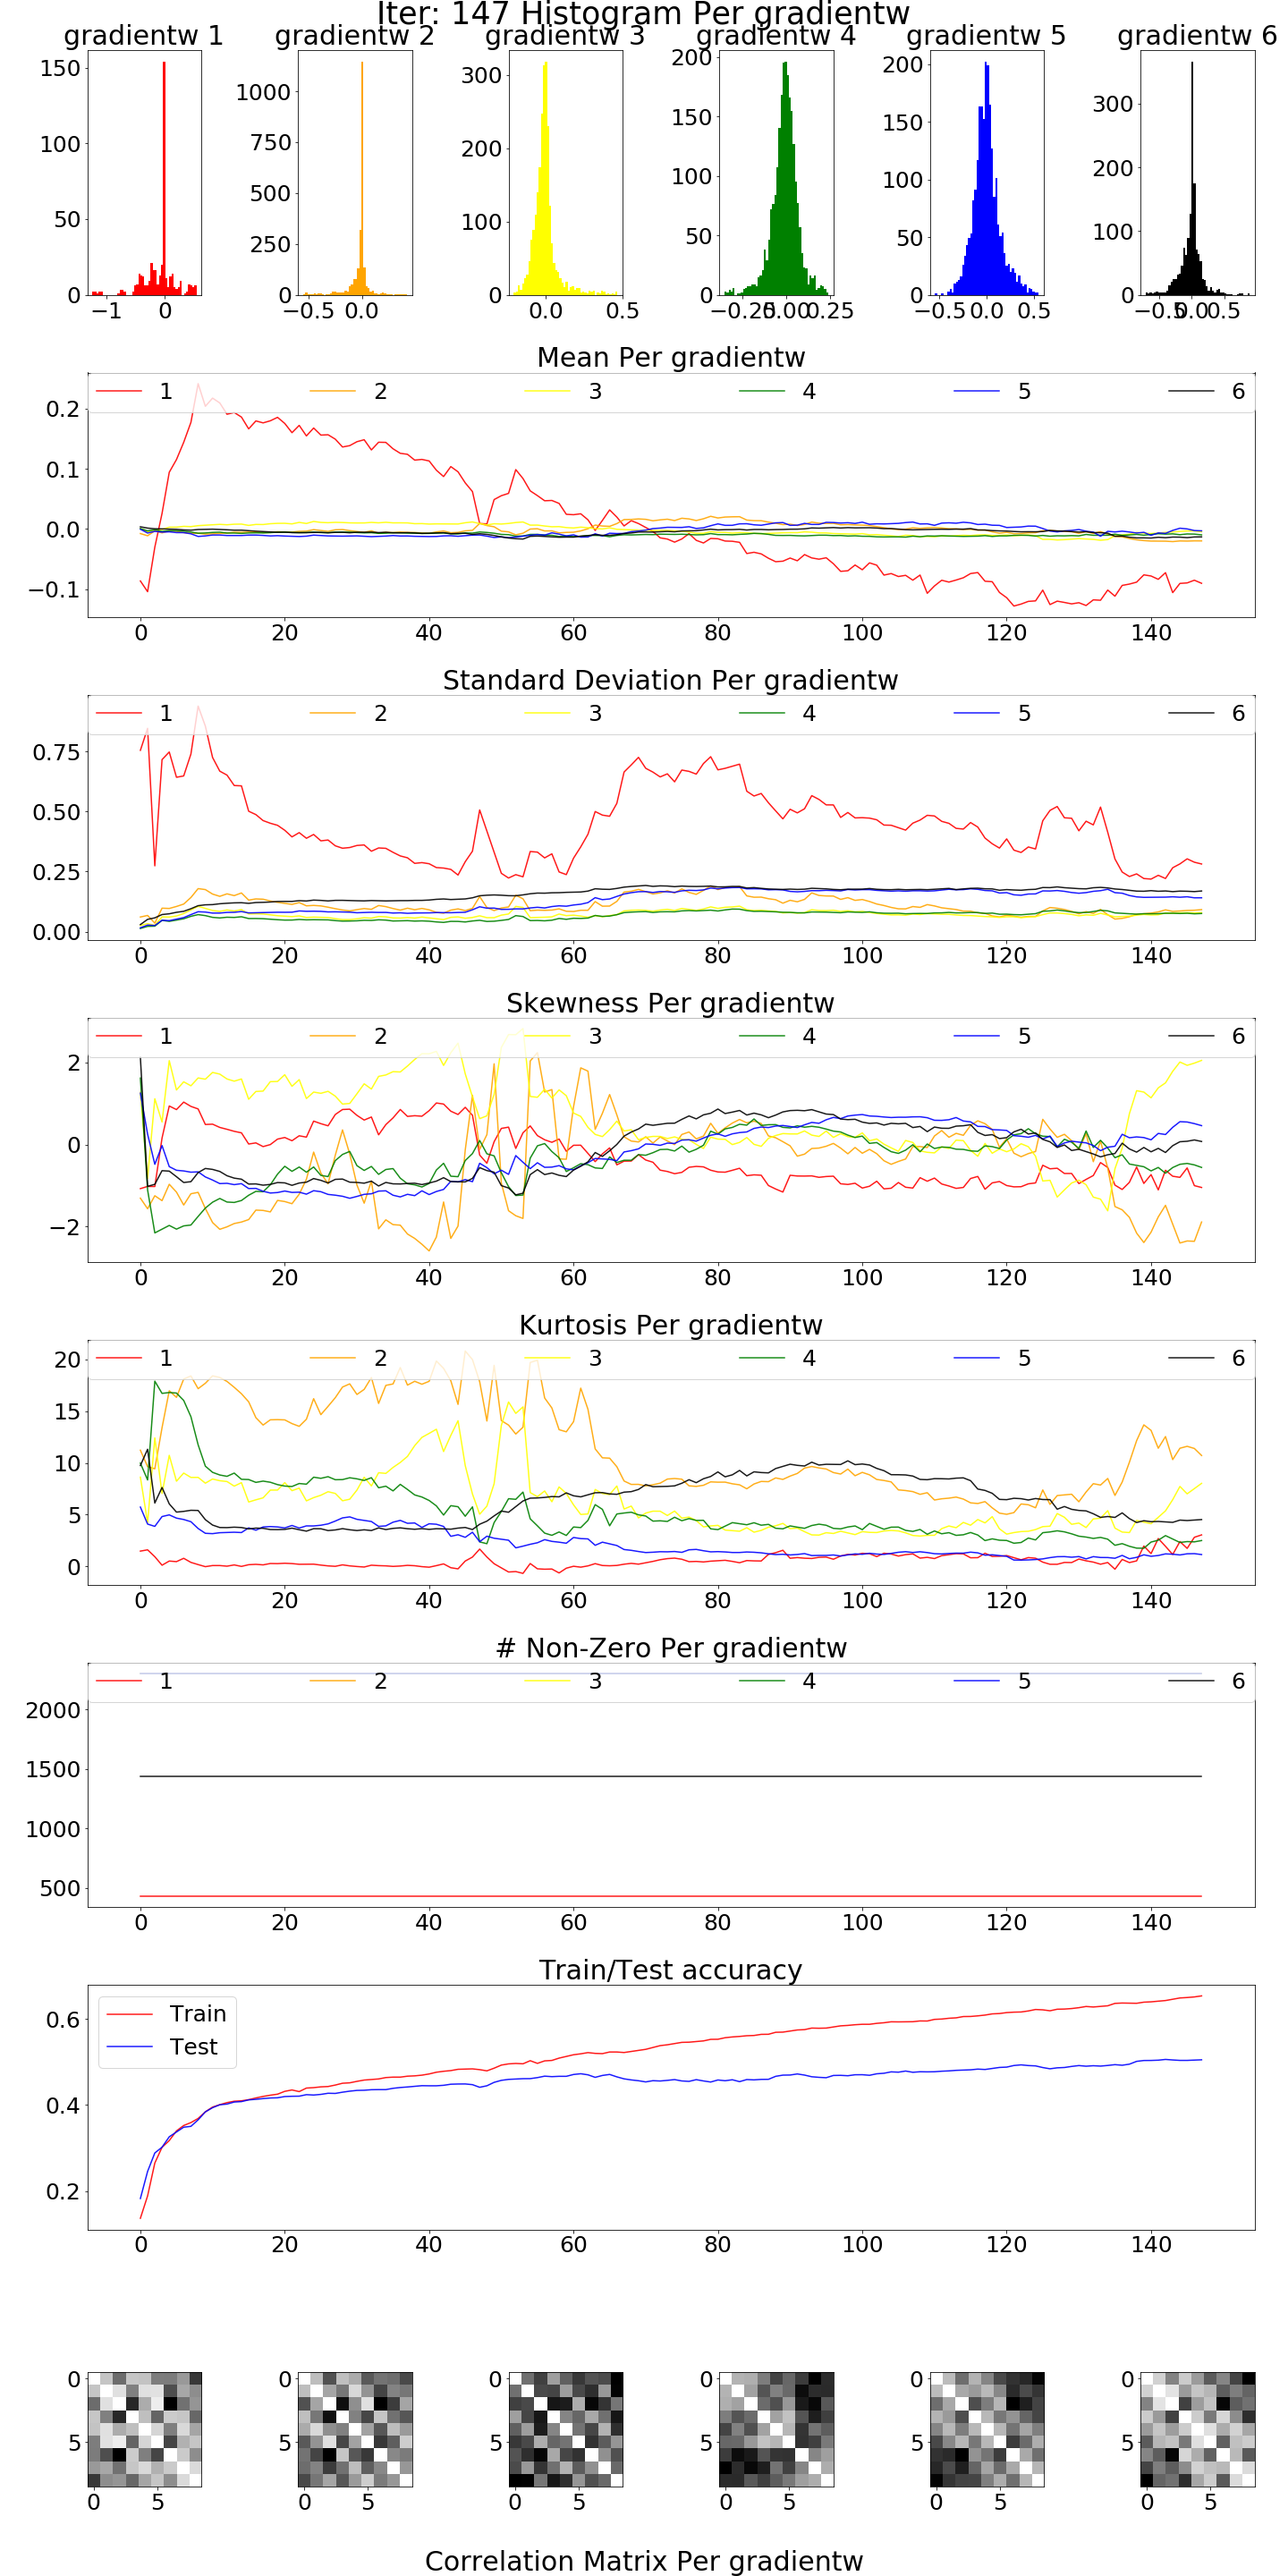 Iter: 147 Histogram Per gradientw
gradientw 1 gradientw 2 gradientw 3 gradientw 4 gradientw 5 gradientw 6
150 100 50 0 −1 0
1000 750 500 250 0 −0.5 0.0
300 200 100 0 0.0 0.5
200 150 100 50 0 −0.25 0.00 0.25
200 150 100 50 0 −0.5 0.0 0.5
300 200 100 0 −0.5 0.0 0.5
Mean Per gradientw
1 2 3 4 5 6
0.2
0.1
0.0
−0.1
0 20 40 60 80 100 120 140
Standard Deviation Per gradientw
1 2 3 4 5 6
0.75
0.50
0.25
0.00
0 20 40 60 80 100 120 140
Skewness Per gradientw
1 2 3 4 5 6
2
0
−2
0 20 40 60 80 100 120 140
Kurtosis Per gradientw
1 2 3 4 5 6
20
15
10
5
0
0 20 40 60 80 100 120 140
# Non-Zero Per gradientw
1 2 3 4 5 6
2000
1500
1000
500
0 20 40 60 80 100 120 140
Train/Test accuracy
Train
Test
0.6
0.4
0.2
0 20 40 60 80 100 120 140
0 0 0 0 0 0
5 5 5 5 5 5
0 5 0 5 0 5 0 5 0 5 0 5
Correlation Matrix Per gradientw